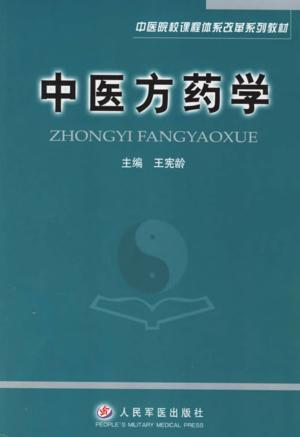 中医院校课程体系改革系列教材
中医方药学
ZHONGYI FANGYAOXUE
主编 王宪龄
人民军医出版社
PEOPLE'S MILITARY MEDICAL PRESS